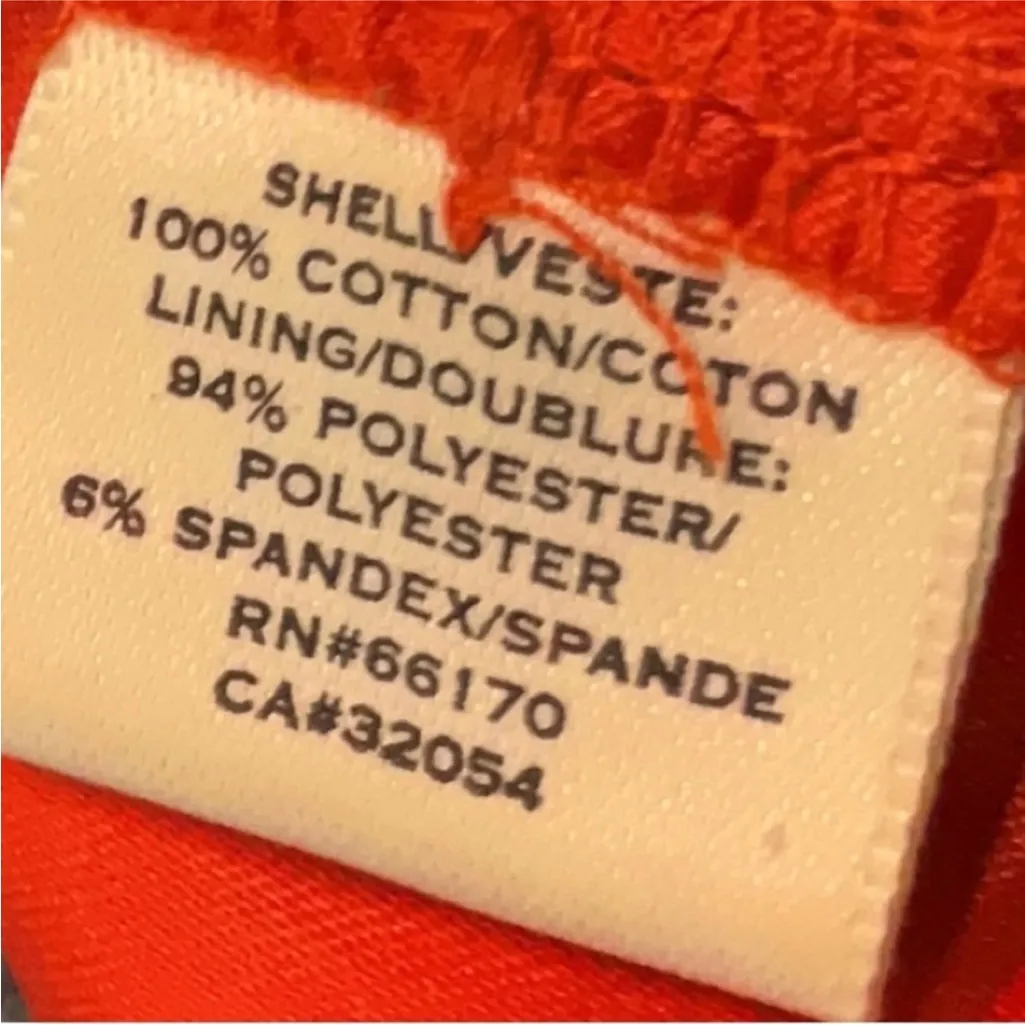 SHELL/VESTE:
100% COTTON/COTON
LINING/DOUBLURE:
94% POLYESTER/
POLYESTER
6% SPANDEX/SPANDE
RN#66170
CA#32054